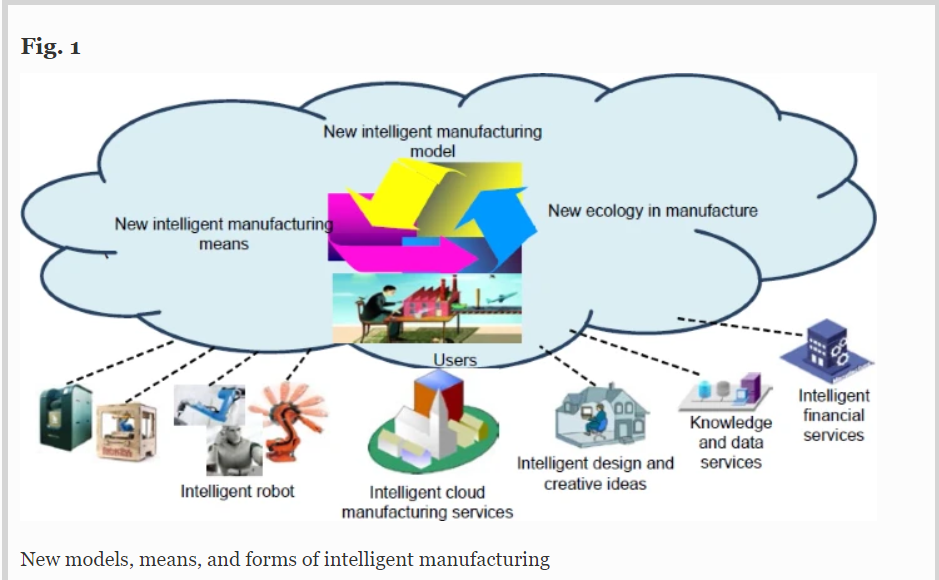 Fig. 1
New intelligent manufacturing
model
New intelligent manufacturing
means
New ecology in manufacture
Users
Intelligent robot
Intelligent cloud
manufacturing services
Intelligent design and
creative ideas
Knowledge
and data
services
Intelligent
financial
services
New models, means, and forms of intelligent manufacturing